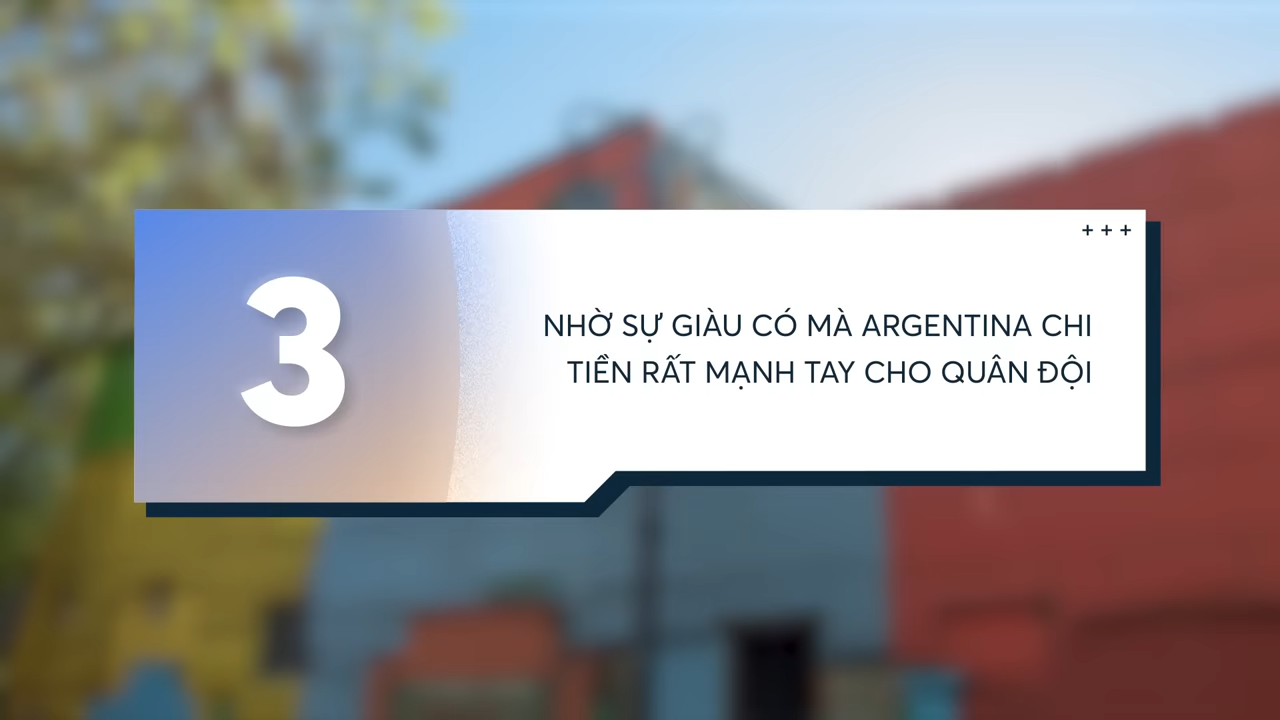 + + +
3
NHỜ SỰ GIÀU CÓ MÀ ARGENTINA CHI
TIỀN RẤT MẠNH TAY CHO QUÂN ĐỘI